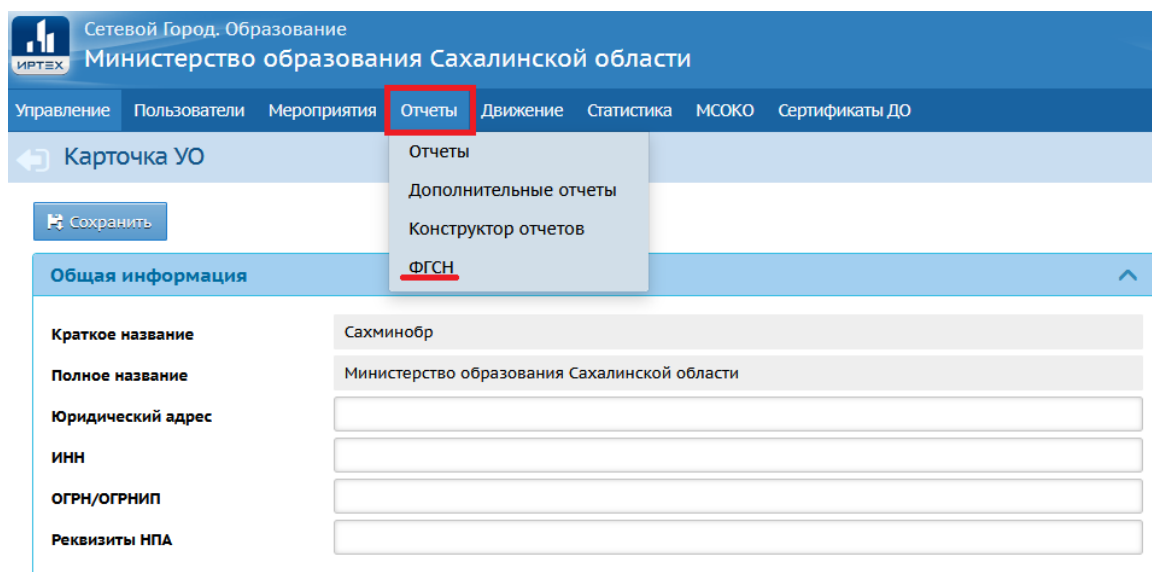 Сетевой Город. Образование
ИРТЕХ
Министерство образования Сахалинской области
Управление Пользователи Мероприятия Отчеты Движение Статистика МСОКО Сертификаты ДО
Карточка УО
Отчеты
Дополнительные отчеты
Конструктор отчетов
ФГСН
Сохранить
Общая информация
Краткое название Сахминобр
Полное название Министерство образования Сахалинской области
Юридический адрес
ИНН
ОГРН/ОГРНИП
Реквизиты НПА